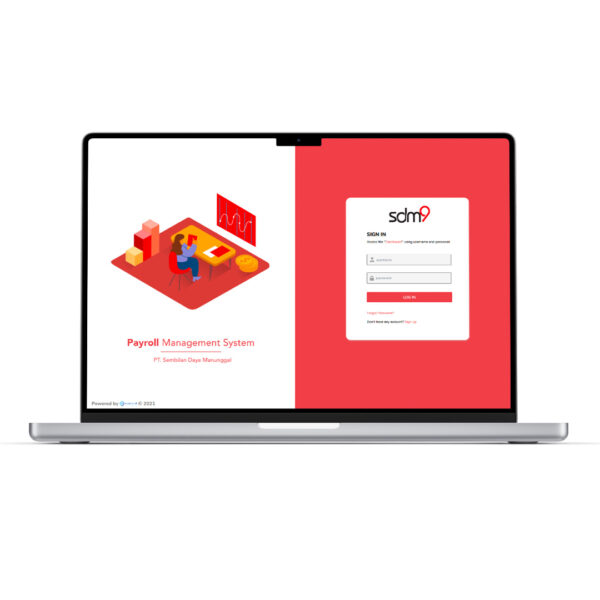 sdm9
SIGN IN
Access the "Dashboard" using username and password
username
password
LOG IN
Forgot Password?
Don't have any account? Sign up
Payroll Management System
PT. Sembilan Daya Manunggal
Powered by © 2021